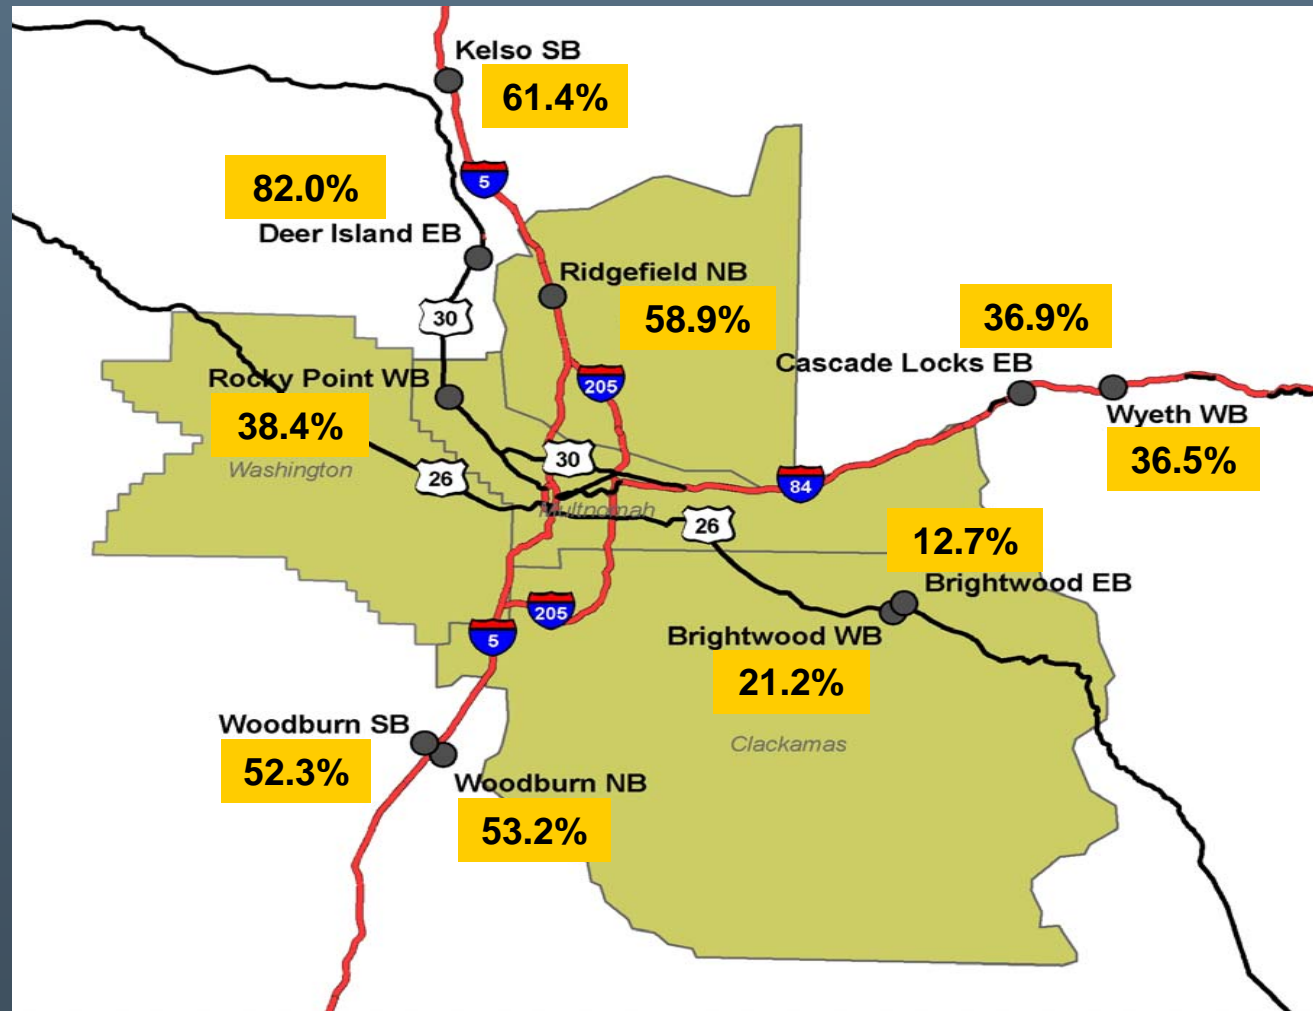 Kelso SB
61.4%
5
82.0%
Deer Island EB
Ridgefield NB
58.9%
30
36.9%
Cascade Locks EB
205
Rocky Point WB
38.4%
Washington
Wyeth WB
36.5%
30
26
84
Multnomah
26
12.7%
Brightwood EB
205
5
Brightwood WB
21.2%
Woodburn SB
52.3%
Clackamas
Woodburn NB
53.2%